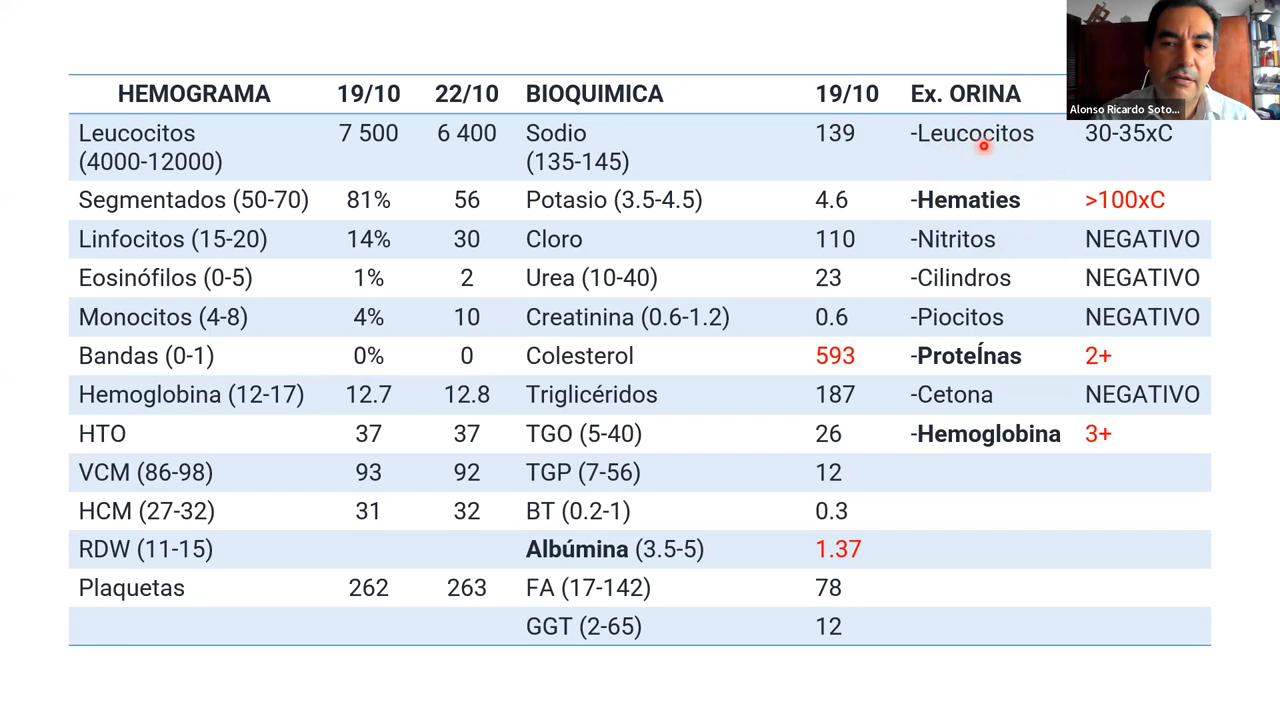 Alonso Ricardo Soto...
HEMOGRAMA 19/10 22/10 BIOQUIMICA 19/10 Ex. ORINA
Leucocitos 7 500 6 400 Sodio 139 -Leucocitos 30-35xC
(4000-12000) (135-145)
Segmentados (50-70) 81% 56 Potasio (3.5-4.5) 4.6 -Hematies >100xC
Linfocitos (15-20) 14% 30 Cloro 110 -Nitritos NEGATIVO
Eosinófilos (0-5) 1% 2 Urea (10-40) 23 -Cilindros NEGATIVO
Monocitos (4-8) 4% 10 Creatinina (0.6-1.2) 0.6 -Piocitos NEGATIVO
Bandas (0-1) 0% 0 Colesterol 593 -ProteÍnas 2+
Hemoglobina (12-17) 12.7 12.8 Triglicéridos 187 -Cetona NEGATIVO
HTO 37 37 TGO (5-40) 26 -Hemoglobina 3+
VCM (86-98) 93 92 TGP (7-56) 12
HCM (27-32) 31 32 BT (0.2-1) 0.3
RDW (11-15) Albúmina (3.5-5) 1.37
Plaquetas 262 263 FA (17-142) 78
GGT (2-65) 12